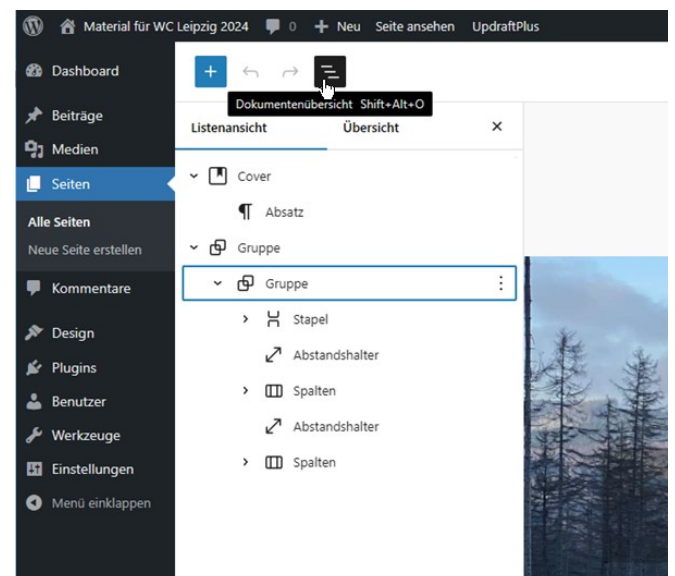 Material für WC Leipzig 2024 0 Neu Seite ansehen UpdraftPlus
Dashboard
Beiträge
Medien
Seiten
Alle Seiten
Neue Seite erstellen
Kommentare
Design
Plugins
Benutzer
Werkzeuge
Einstellungen
Menü einklappen
Dokumentenübersicht Shift+Alt+O
Listenansicht Übersicht
Cover
Absatz
Gruppe
Gruppe
Stapel
Abstandshalter
Spalten
Abstandshalter
Spalten